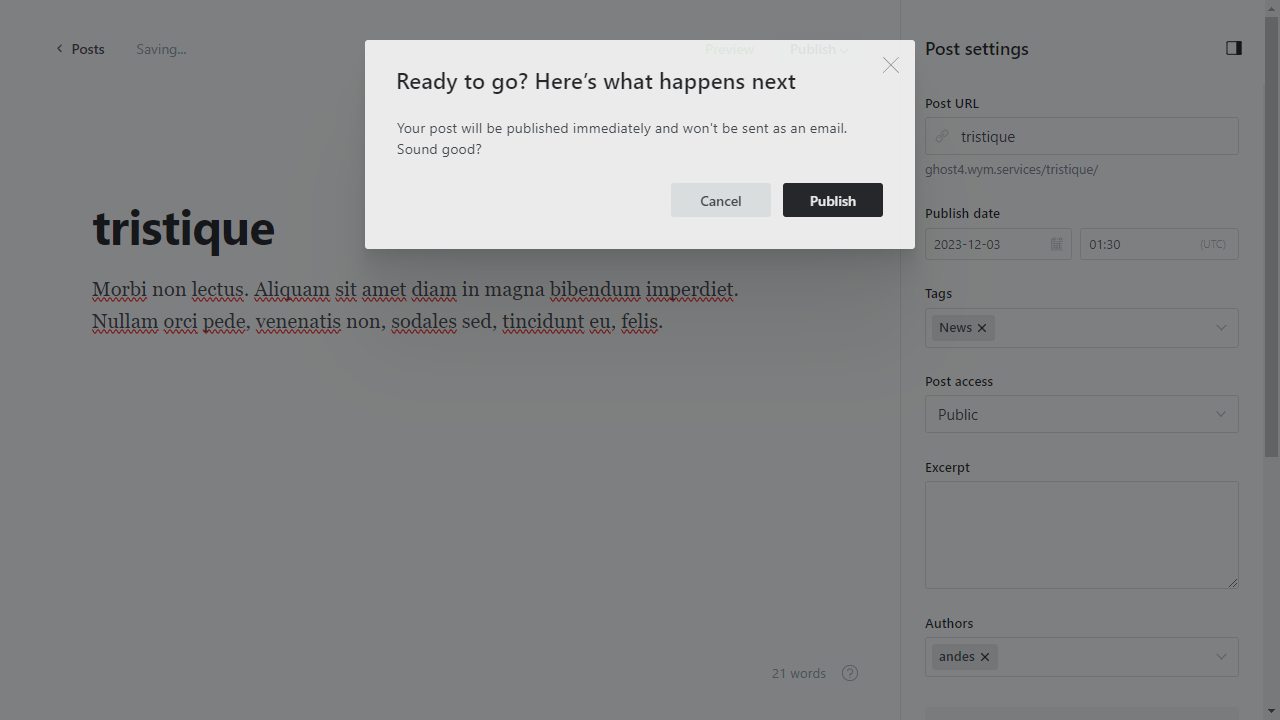 Posts
Saving...
Preview
Publish
Post settings
Ready to go? Here's what happens next
Your post will be published immediately and won't be sent as an email.
Sound good?
Cancel
Publish
tristique
Morbi non lectus. Aliquam sit amet diam in magna bibendum imperdiet.
Nullam orci pede, venenatis non, sodales sed, tincidunt eu, felis.
21 words
?
Post URL
tristique
ghost4.wym.services/tristique/
Publish date
2023-12-03
01:30
(UTC)
Tags
News
Post access
Public
Excerpt
Authors
andes